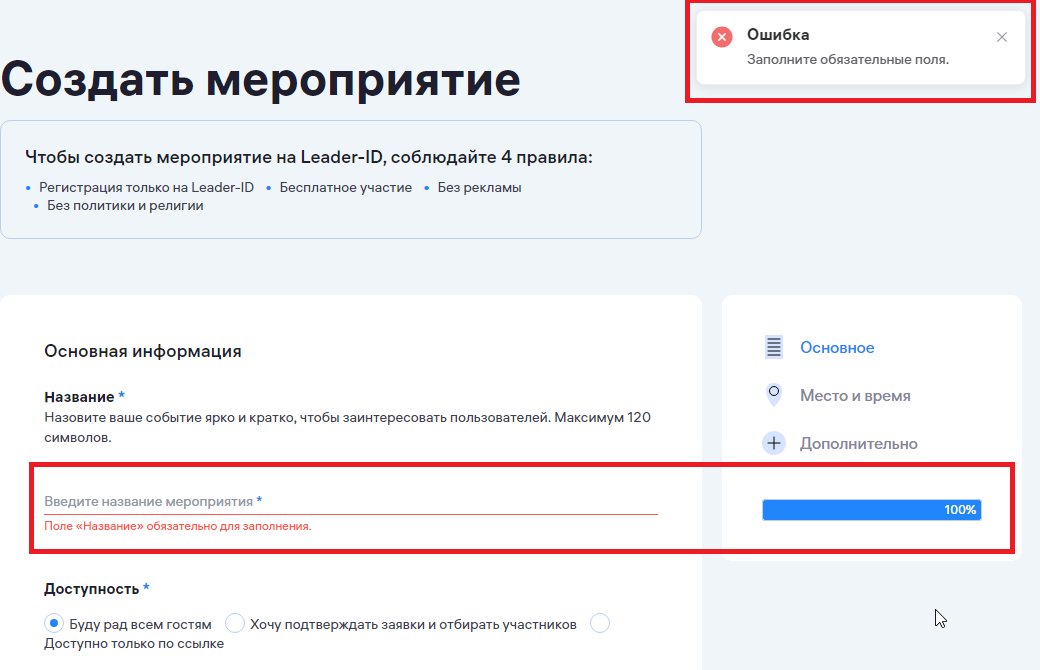 Ошибка
Заполните обязательные поля.
Создать мероприятие
Чтобы создать мероприятие на Leader-ID, соблюдайте 4 правила:
• Регистрация только на Leader-ID • Бесплатное участие • Без рекламы
• Без политики и религии
Основная информация
Название *
Назовите ваше событие ярко и кратко, чтобы заинтересовать пользователей. Максимум 120
символов.
Введите название мероприятия *
Поле «Название» обязательно для заполнения.
Доступность *
Буду рад всем гостям Хочу подтверждать заявки и отбирать участников
Доступно только по ссылке
Основное
Место и время
Дополнительно
100%